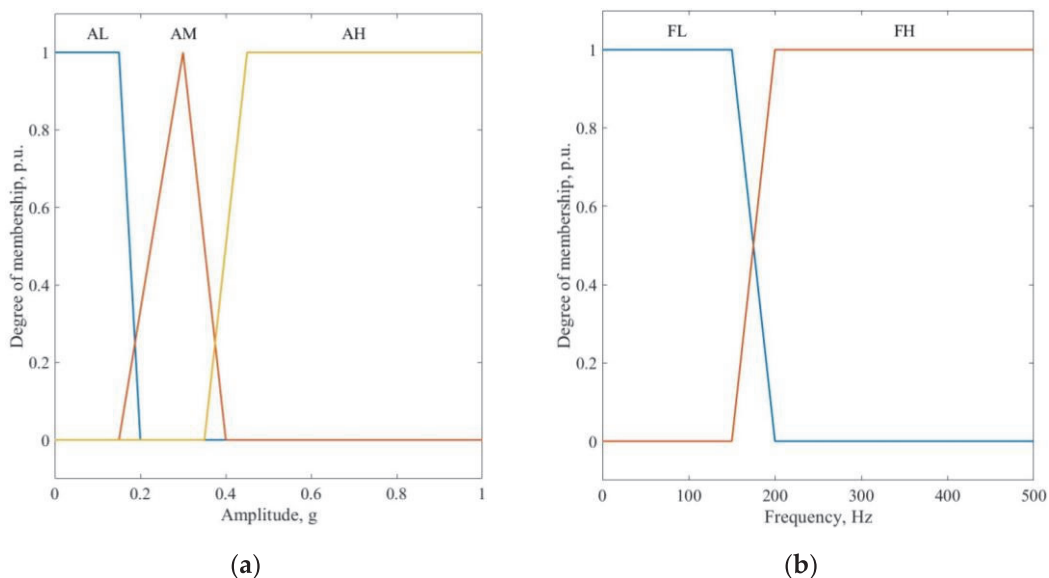 AL AM AH
1
0.8
0.6
0.4
0.2
0
Degree of membership, p.u.
0 0.2 0.4 0.6 0.8 1
Amplitude, g
(a)
FL FH
1
0.8
0.6
0.4
0.2
0
Degree of membership, p.u.
0 100 200 300 400 500
Frequency, Hz
(b)